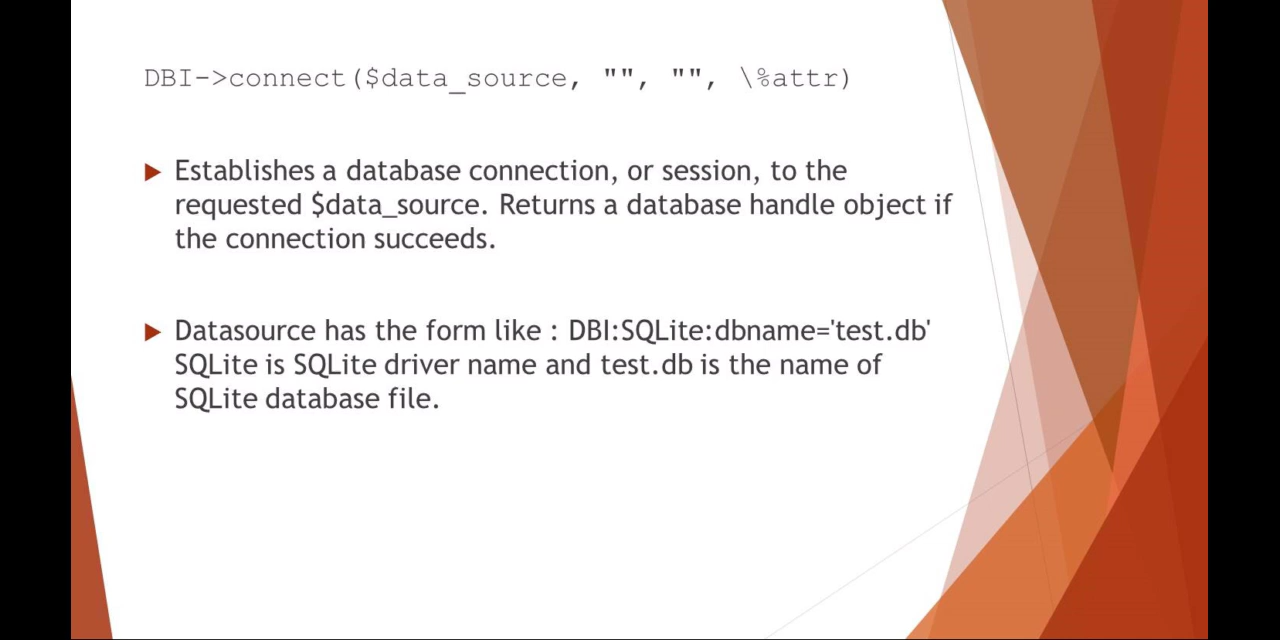 DBI->connect($data_source, "", "", \%attr)
Establishes a database connection, or session, to the
requested $data_source. Returns a database handle object if
the connection succeeds.
Datasource has the form like : DBI:SQLite:dbname='test.db'
SQLite is SQLite driver name and test.db is the name of
SQLite database file.